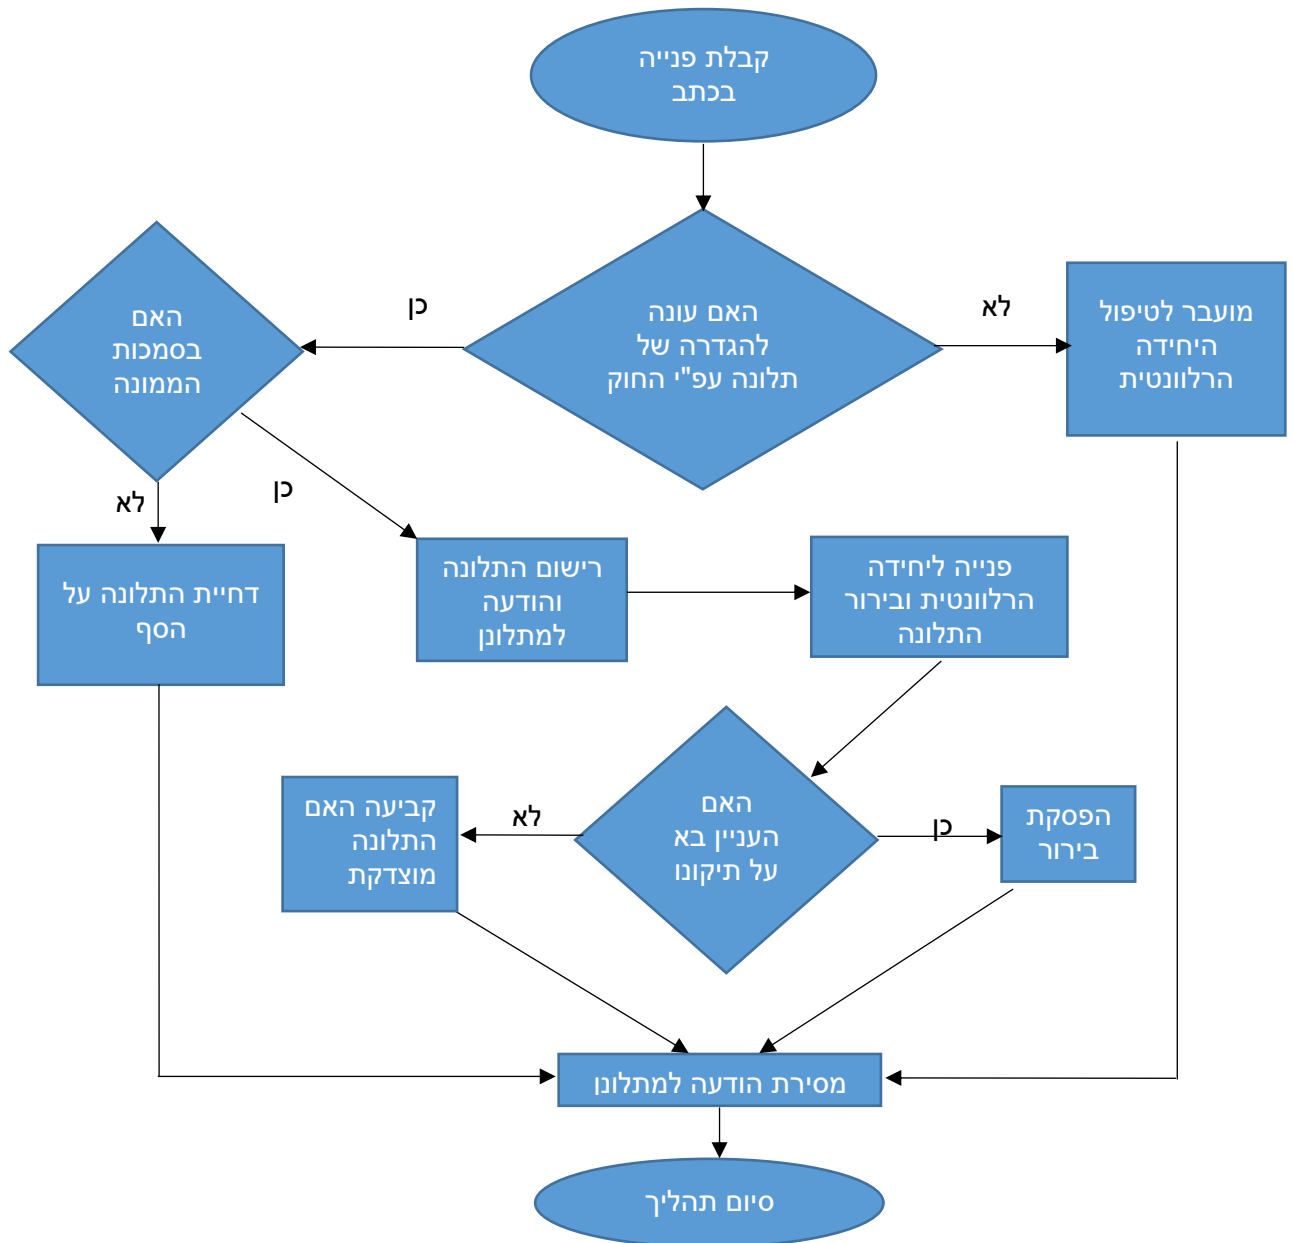 קבלת פנייה
בכתב
האם עונה
להגדרה של
תלונה עפ"י החוק
לא
מועבר לטיפול
היחידה
הרלוונטית
כן
האם
בסמכות
הממונה
לא
דחיית התלונה על
הסף
כן
רישום התלונה
והודעה
למתלונן
פנייה ליחידה
הרלוונטית ובירור
התלונה
האם
העניין בא
על תיקונו
כן
הפסקת
בירור
לא
קביעה האם
התלונה
מוצדקת
מסירת הודעה למתלונן
סיום תהליך